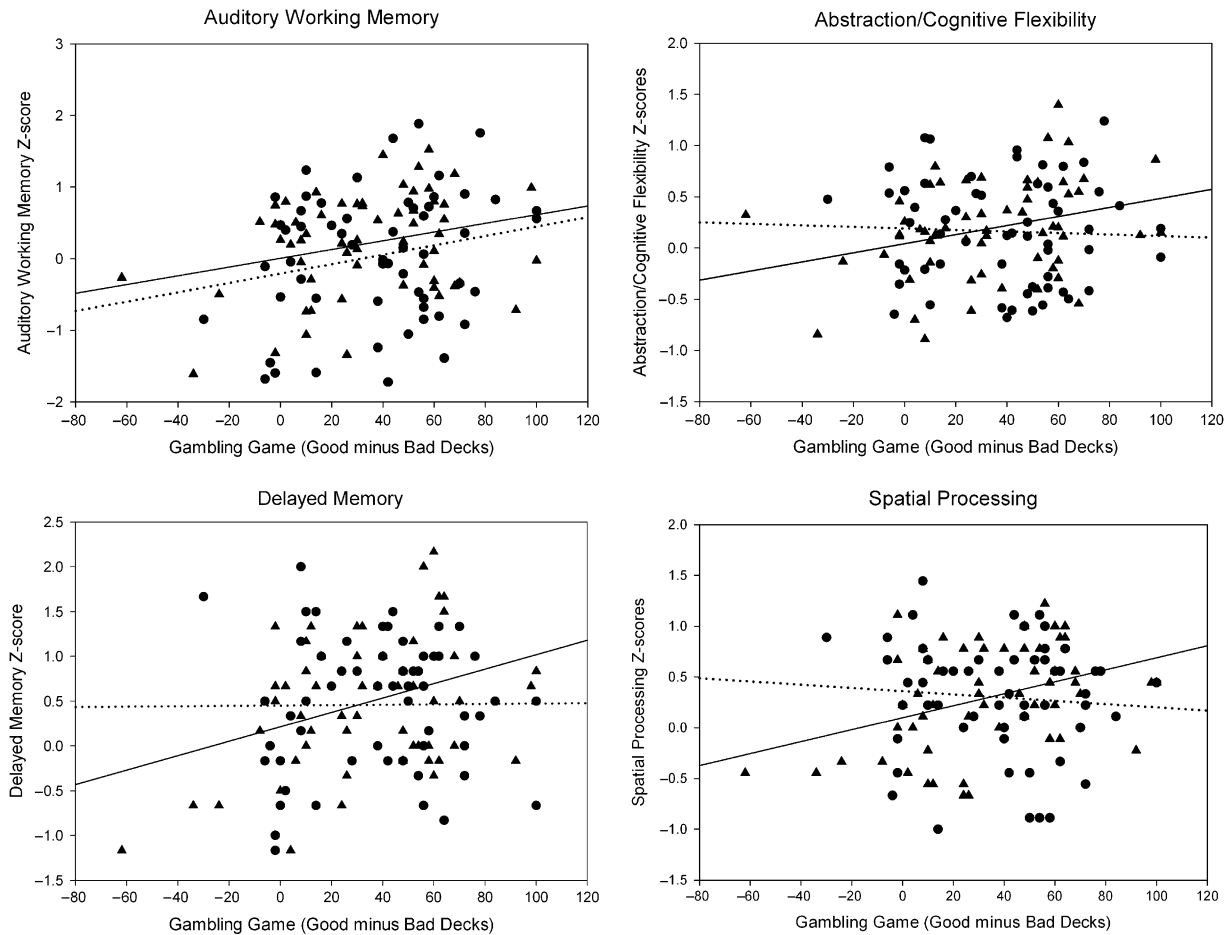 Auditory Working Memory
Abstraction/Cognitive Flexibility
Auditory Working Memory Z-score
3
2
1
0
–1
–2
–80 –60 –40 –20 0 20 40 60 80 100 120
Gambling Game (Good minus Bad Decks)
Abstraction/Cognitive Flexibility Z-scores
2.0
1.5
1.0
0.5
0.0
–0.5
–1.0
–1.5
–80 –60 –40 –20 0 20 40 60 80 100 120
Gambling Game (Good minus Bad Decks)
Delayed Memory
Spatial Processing
Delayed Memory Z-score
2.5
2.0
1.5
1.0
0.5
0.0
–0.5
–1.0
–1.5
–80 –60 –40 –20 0 20 40 60 80 100 120
Gambling Game (Good minus Bad Decks)
Spatial Processing Z-scores
2.0
1.5
1.0
0.5
0.0
–0.5
–1.0
–1.5
–80 –60 –40 –20 0 20 40 60 80 100 120
Gambling Game (Good minus Bad Decks)